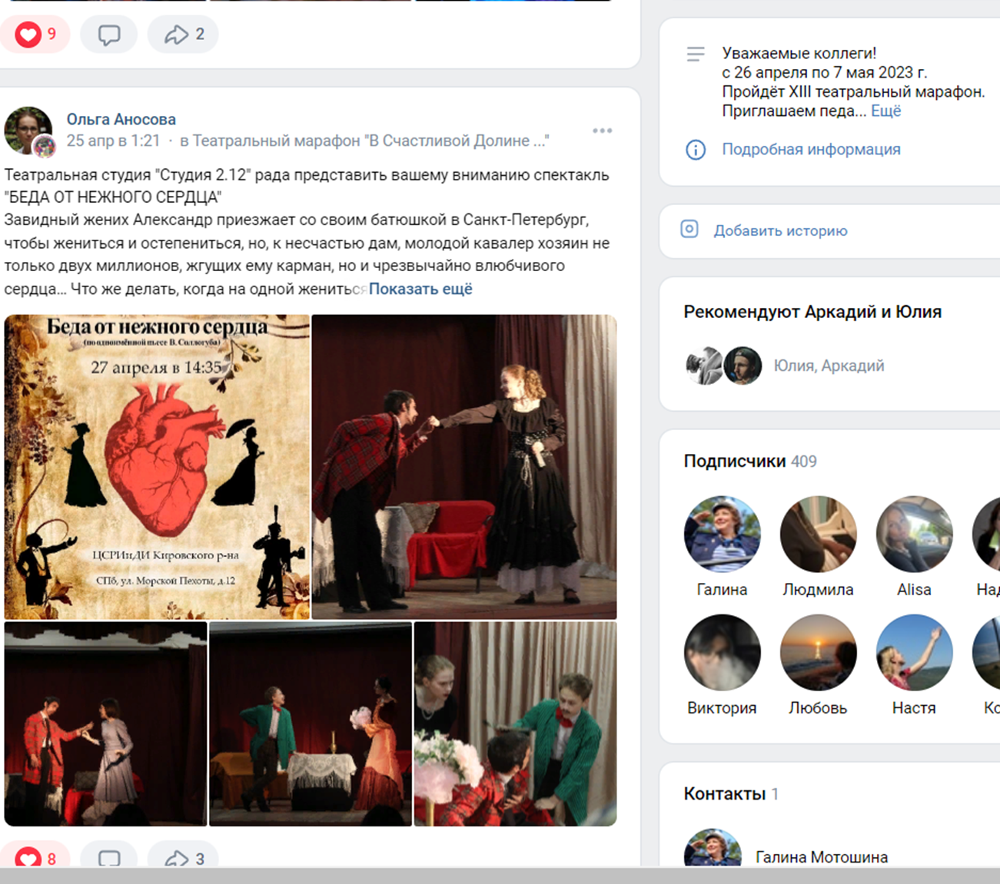 9
2
Ольга Аносова
25 апр в 1:21 · в Театральный марафон "В Счастливой Долине ..."
Театральная студия "Студия 2.12" рада представить вашему вниманию спектакль
"БЕДА ОТ НЕЖНОГО СЕРДЦА"
Завидный жених Александр приезжает со своим батюшкой в Санкт-Петербург,
чтобы жениться и остепениться, но, к несчастью дам, молодой кавалер хозяин не
только двух миллионов, жгущих ему карман, но и чрезвычайно влюбчивого
сердца... Что же делать, когда на одной жениться Показать ещё
Беда от нежного сердца
(по одноимённой пьесе В. Соллогуба)
27 апреля в 14:35
ЦСРИиДИ Кировского р-на
СПб, ул. Морской Пехоты, д.12
8
3
Уважаемые коллеги!
с 26 апреля по 7 мая 2023 г.
Пройдёт XIII театральный марафон.
Приглашаем педа... Ещё
Подробная информация
Добавить историю
Рекомендуют Аркадий и Юлия
Юлия, Аркадий
Подписчики 409
Галина
Людмила
Alisa
Над
Виктория
Любовь
Настя
Ко
Контакты 1
Галина Мотошина